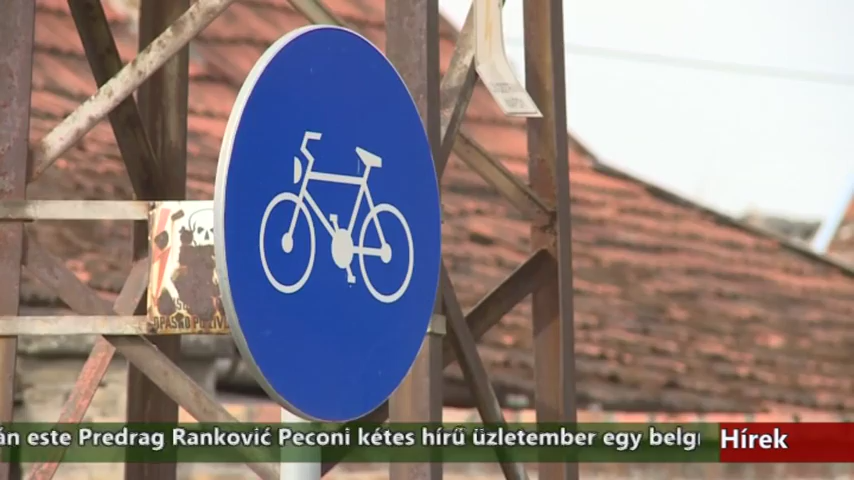 án este Predrag Ranković Peconi kétes hírű üzletember egy belg
Hírek